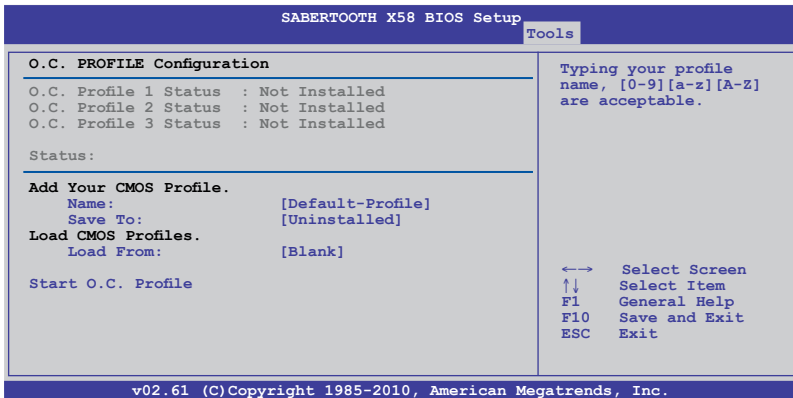 SABERTOOTH X58 BIOS Setup
Tools
O.C. PROFILE Configuration
O.C. Profile 1 Status : Not Installed
O.C. Profile 2 Status : Not Installed
O.C. Profile 3 Status : Not Installed
Status:
Add Your CMOS Profile.
Name: [Default-Profile]
Save To: [Uninstalled]
Load CMOS Profiles.
Load From: [Blank]
Start O.C. Profile
Typing your profile
name, [0-9][a-z][A-Z]
are acceptable.
←→ Select Screen
↑↓ Select Item
F1 General Help
F10 Save and Exit
ESC Exit
v02.61 (C)Copyright 1985-2010, American Megatrends, Inc.